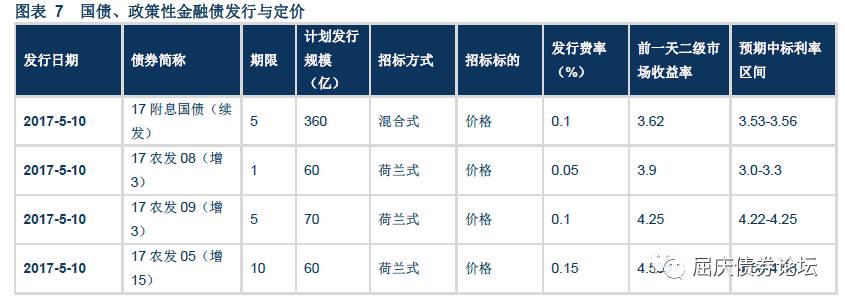 图表 7 国债、政策性金融债发行与定价
发行日期 债券简称 期限 计划发行规模（亿） 招标方式 招标标的 发行费率（%） 前一天二级市场收益率 预期中标利率区间
2017-5-10 17 附息国债（续发） 5 360 混合式 价格 0.1 3.62 3.53-3.56
2017-5-10 17 农发 08（增 3） 1 60 荷兰式 价格 0.05 3.9 3.0-3.3
2017-5-10 17 农发 09（增 3） 5 70 荷兰式 价格 0.1 4.25 4.22-4.25
2017-5-10 17 农发 05（增 15） 10 60 荷兰式 价格 0.15
屈庆债券论坛